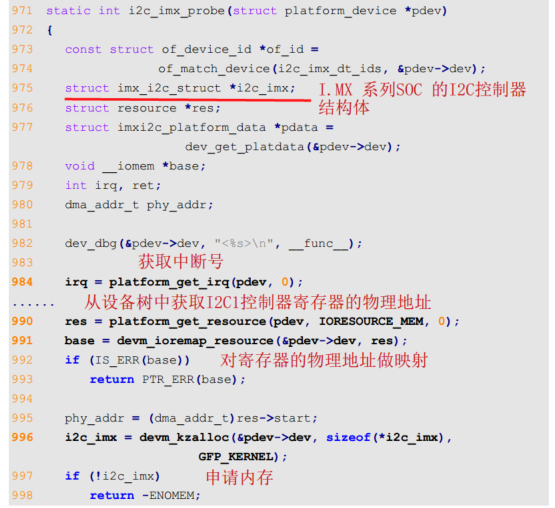 971 static int i2c_imx_probe(struct platform_device *pdev)
972 {
973 const struct of_device_id *of_id =
974 of_match_device(i2c_imx_dt_ids, &pdev->dev);
975 struct imx_i2c_struct *i2c_imx; I.MX 系列SOC 的I2C控制器
结构体
976 struct resource *res;
977 struct imxi2c_platform_data *pdata =
dev_get_platdata(&pdev->dev);
978 void __iomem *base;
979 int irq, ret;
980 dma_addr_t phy_addr;
981
982 dev_dbg(&pdev->dev, "<%s>\n", __func__);
983 获取中断号
984 irq = platform_get_irq(pdev, 0);
...... 从设备树中获取I2C1控制器寄存器的物理地址
990 res = platform_get_resource(pdev, IORESOURCE_MEM, 0);
991 base = devm_ioremap_resource(&pdev->dev, res);
992 if (IS_ERR(base)) 对寄存器的物理地址做映射
993 return PTR_ERR(base);
994
995 phy_addr = (dma_addr_t)res->start;
996 i2c_imx = devm_kzalloc(&pdev->dev, sizeof(*i2c_imx),
GFP_KERNEL);
997 if (!i2c_imx) 申请内存
998 return -ENOMEM;